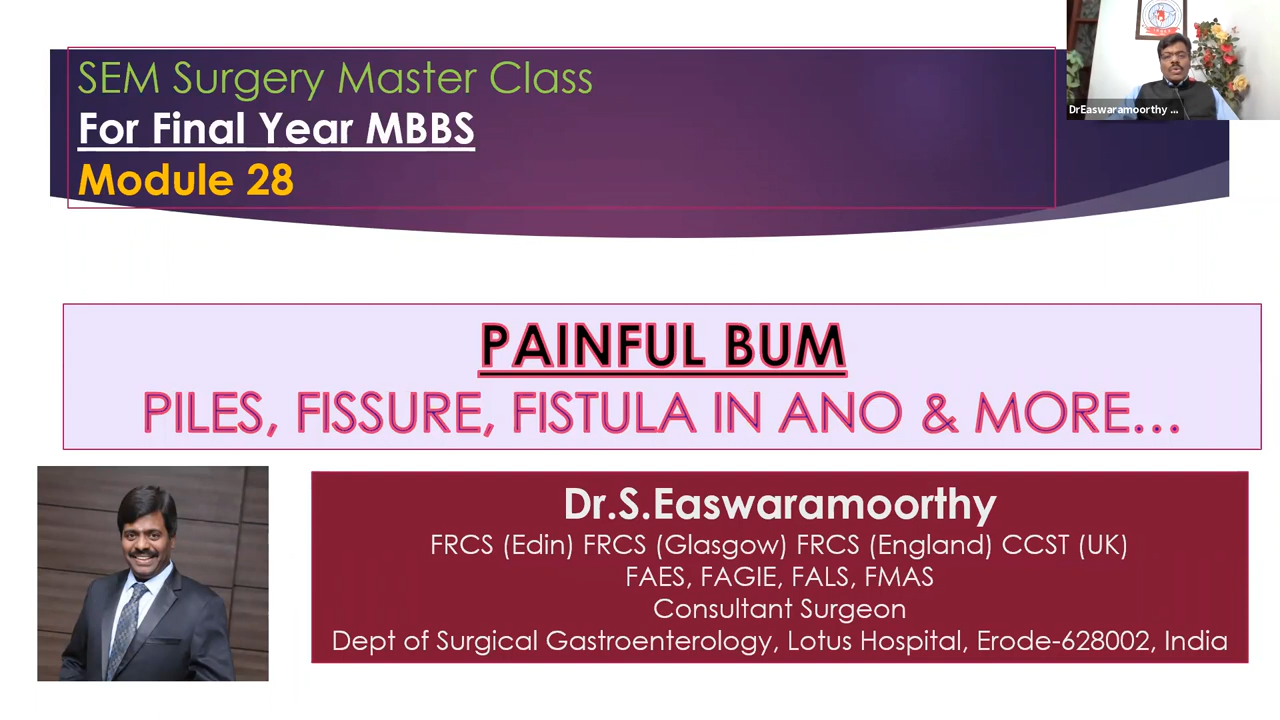 SEM Surgery Master Class
For Final Year MBBS
Module 28
DrEaswaramoorthy ...
PAINFUL BUM
PILES, FISSURE, FISTULA IN ANO & MORE...
Dr.S.Easwaramoorthy
FRCS (Edin) FRCS (Glasgow) FRCS (England) CCST (UK)
FAES, FAGIE, FALS, FMAS
Consultant Surgeon
Dept of Surgical Gastroenterology, Lotus Hospital, Erode-628002, India